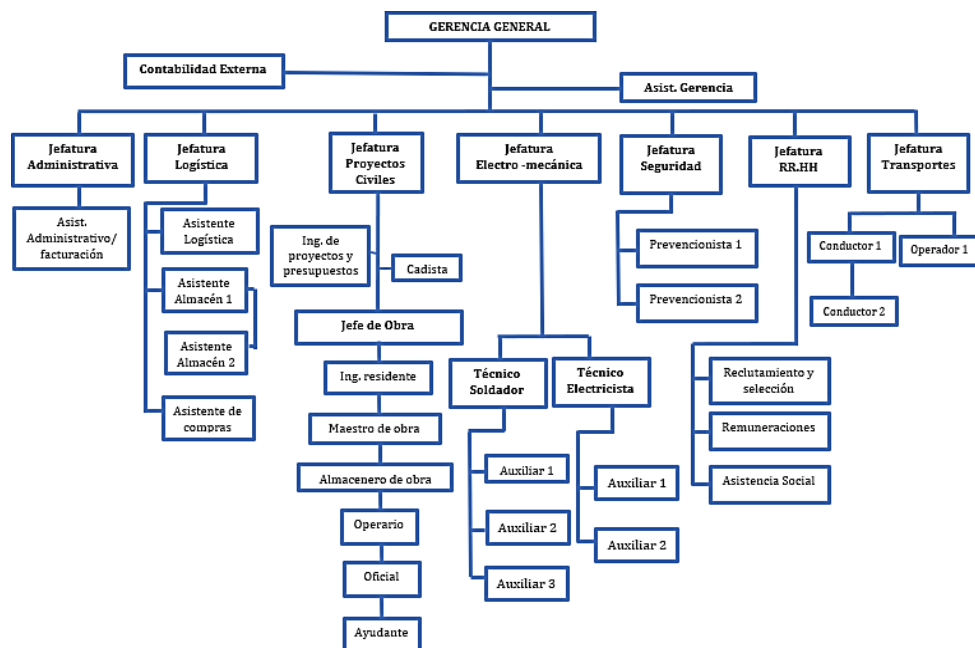 GERENCIA GENERAL
Contabilidad Externa
Asist. Gerencia
Jefatura
Administrativa
Jefatura
Logística
Jefatura
Proyectos
Civiles
Jefatura
Electro -mecánica
Jefatura
Seguridad
Jefatura
RR.HH
Jefatura
Transportes
Asist.
Administrativo/
facturación
Asistente
Logística
Asistente
Almacén 1
Asistente
Almacén 2
Asistente de
compras
Ing. de
proyectos y
presupuestos
Cadista
Jefe de Obra
Ing. residente
Maestro de obra
Almacenero de obra
Operario
Oficial
Ayudante
Técnico
Soldador
Técnico
Electricista
Auxiliar 1
Auxiliar 2
Auxiliar 3
Auxiliar 1
Auxiliar 2
Prevencionista 1
Prevencionista 2
Reclutamiento y
selección
Remuneraciones
Asistencia Social
Conductor 1
Operador 1
Conductor 2